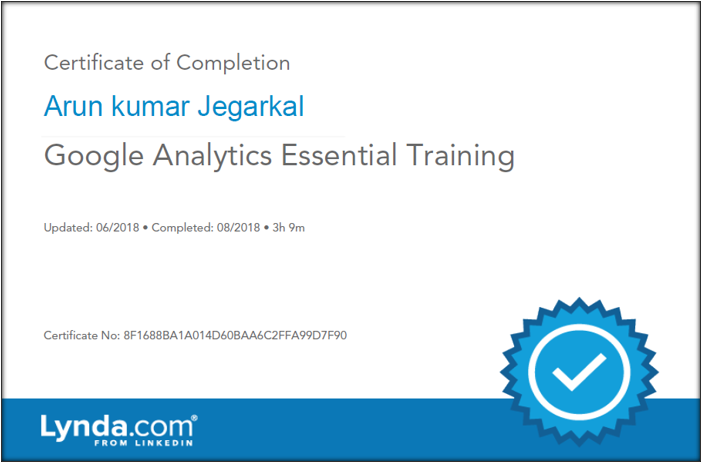 Certificate of Completion
Arun kumar Jegarkal
Google Analytics Essential Training
Updated: 06/2018 • Completed: 08/2018 • 3h 9m
Certificate No: 8F1688BA1A014D60BAA6C2FFA99D7F90
Lynda.com®
FROM LINKEDIN